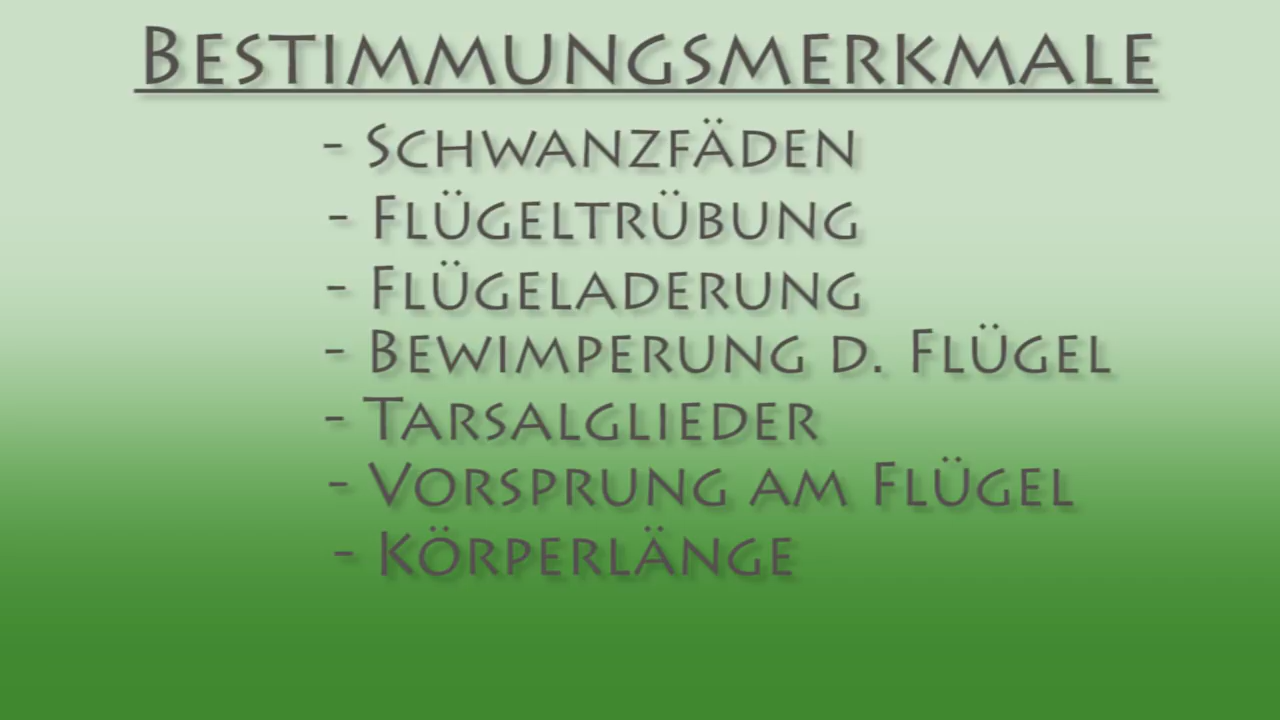 Bestimmungsmerkmale
- Schwanzfäden
- Flügeltrübung
- Flügeladerung
- Bewimperung d. Flügel
- Tarsalglieder
- Vorsprung am Flügel
- Körperlänge